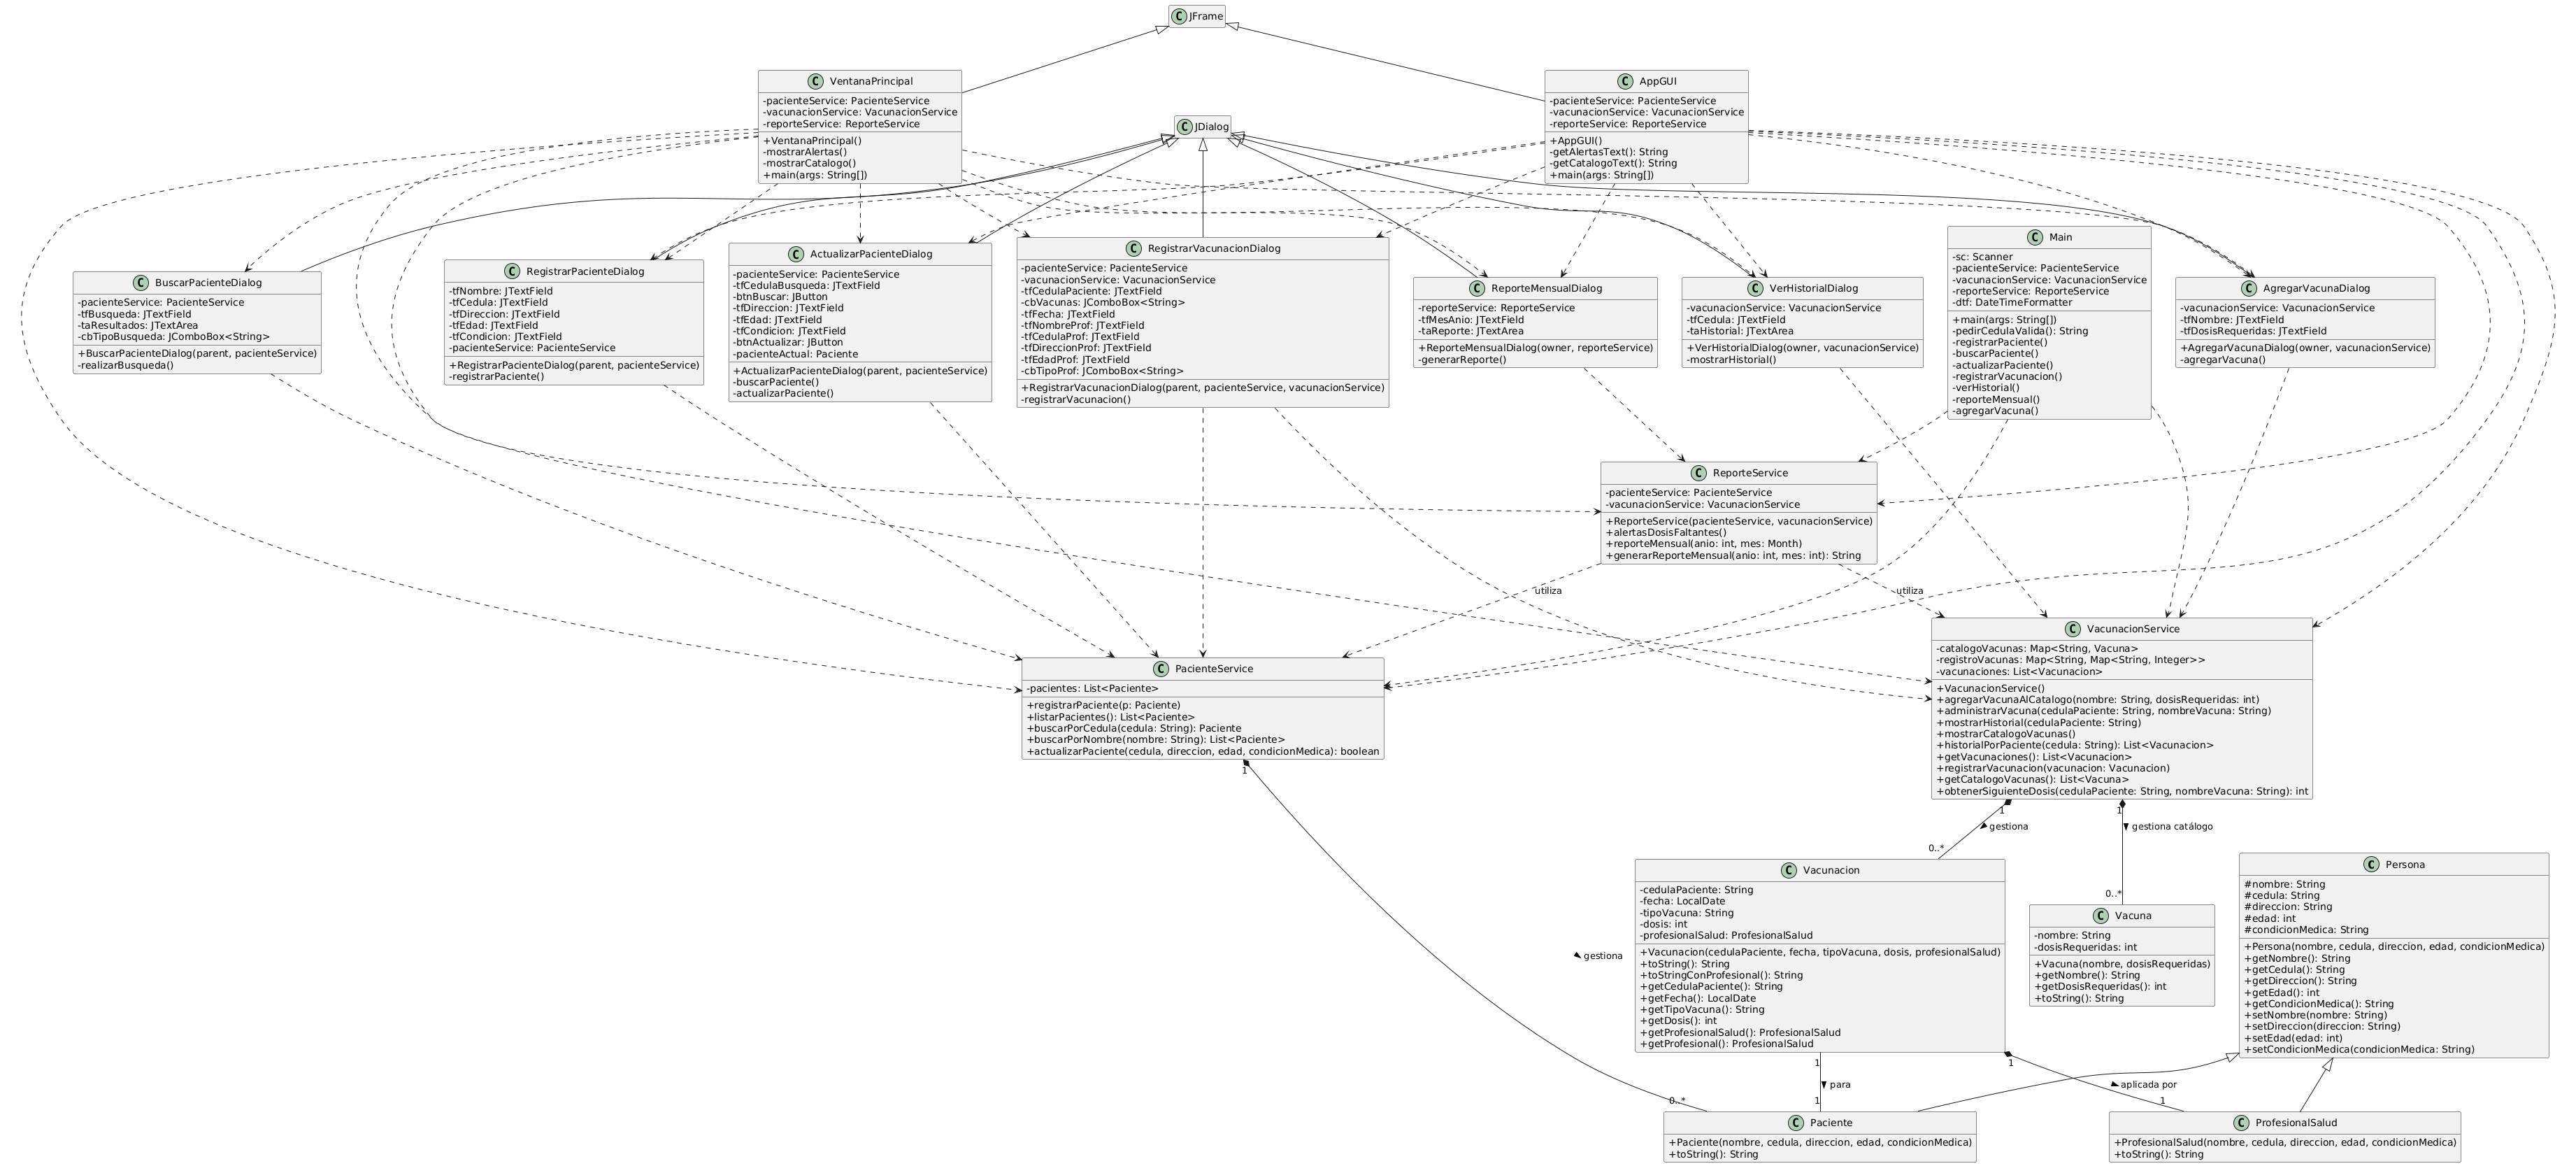 JFrame
VentanaPrincipal
-pacienteService: PacienteService
-vacunacionService: VacunacionService
-reporteService: ReporteService
+VentanaPrincipal()
-mostrarAlertas()
-mostrarCatalogo()
+main(args: String[])
AppGUI
-pacienteService: PacienteService
-vacunacionService: VacunacionService
-reporteService: ReporteService
+AppGUI()
-getAlertasText(): String
-getCatalogoText(): String
+main(args: String[])
JDialog
BuscarPacienteDialog
-pacienteService: PacienteService
-tfBusqueda: JTextField
-taResultados: JTextArea
-cbTipoBusqueda: JComboBox<String>
+BuscarPacienteDialog(parent, pacienteService)
-realizarBusqueda()
RegistrarPacienteDialog
-tfNombre: JTextField
-tfCedula: JTextField
-tfDireccion: JTextField
-tfEdad: JTextField
-tfCondicion: JTextField
-pacienteService: PacienteService
+RegistrarPacienteDialog(parent, pacienteService)
-registrarPaciente()
ActualizarPacienteDialog
-pacienteService: PacienteService
-tfCedulaBusqueda: JTextField
-btnBuscar: JButton
-tfDireccion: JTextField
-tfEdad: JTextField
-tfCondicion: JTextField
-btnActualizar: JButton
-pacienteActual: Paciente
+ActualizarPacienteDialog(parent, pacienteService)
-buscarPaciente()
-actualizarPaciente()
RegistrarVacunacionDialog
-pacienteService: PacienteService
-vacunacionService: VacunacionService
-tfCedulaPaciente: JTextField
-cbVacunas: JComboBox<String>
-tfFecha: JTextField
-tfNombreProf: JTextField
-tfCedulaProf: JTextField
-tfDireccionProf: JTextField
-tfEdadProf: JTextField
-cbTipoProf: JComboBox<String>
+RegistrarVacunacionDialog(parent, pacienteService, vacunacionService)
-registrarVacunacion()
ReporteMensualDialog
-reporteService: ReporteService
-tfMesAnio: JTextField
-taReporte: JTextArea
+ReporteMensualDialog(owner, reporteService)
-generarReporte()
VerHistorialDialog
-vacunacionService: VacunacionService
-tfCedula: JTextField
-taHistorial: JTextArea
+VerHistorialDialog(owner, vacunacionService)
-mostrarHistorial()
Main
-sc: Scanner
-pacienteService: PacienteService
-vacunacionService: VacunacionService
-reporteService: ReporteService
-dtf: DateTimeFormatter
+main(args: String[])
-pedirCedulaValida(): String
-registrarPaciente()
-buscarPaciente()
-actualizarPaciente()
-registrarVacunacion()
-verHistorial()
-reporteMensual()
-agregarVacuna()
AgregarVacunaDialog
-vacunacionService: VacunacionService
-tfNombre: JTextField
-tfDosisRequeridas: JTextField
+AgregarVacunaDialog(owner, vacunacionService)
-agregarVacuna()
ReporteService
-pacienteService: PacienteService
-vacunacionService: VacunacionService
+ReporteService(pacienteService, vacunacionService)
+alertasDosisFaltantes()
+reporteMensual(anio: int, mes: Month)
+generarReporteMensual(anio: int, mes: int): String
utiliza
utiliza
PacienteService
-pacientes: List<Paciente>
+registrarPaciente(p: Paciente)
+listarPacientes(): List<Paciente>
+buscarPorCedula(cedula: String): Paciente
+buscarPorNombre(nombre: String): List<Paciente>
+actualizarPaciente(cedula, direccion, edad, condicionMedica): boolean
VacunacionService
-catalogoVacunas: Map<String, Vacuna>
-registroVacunas: Map<String, Map<String, Integer>>
-vacunaciones: List<Vacunacion>
+VacunacionService()
+agregarVacunaAlCatalogo(nombre: String, dosisRequeridas: int)
+administrarVacuna(cedulaPaciente: String, nombreVacuna: String)
+mostrarHistorial(cedulaPaciente: String)
+mostrarCatalogoVacunas()
+historialPorPaciente(cedula: String): List<Vacunacion>
+getVacunaciones(): List<Vacunacion>
+registrarVacunacion(vacunacion: Vacunacion)
+getCatalogoVacunas(): List<Vacuna>
+obtenerSiguienteDosis(cedulaPaciente: String, nombreVacuna: String): int
1
1
1
gestiona
gestiona catálogo
0..*
0..*
Vacunacion
-cedulaPaciente: String
-fecha: LocalDate
-tipoVacuna: String
-dosis: int
-profesionalSalud: ProfesionalSalud
+Vacunacion(cedulaPaciente, fecha, tipoVacuna, dosis, profesionalSalud)
+toString(): String
+toStringConProfesional(): String
+getCedulaPaciente(): String
+getFecha(): LocalDate
+getTipoVacuna(): String
+getDosis(): int
+getProfesionalSalud(): ProfesionalSalud
+getProfesional(): ProfesionalSalud
Vacuna
-nombre: String
-dosisRequeridas: int
+Vacuna(nombre, dosisRequeridas)
+getNombre(): String
+getDosisRequeridas(): int
+toString(): String
Persona
#nombre: String
#cedula: String
#direccion: String
#edad: int
#condicionMedica: String
+Persona(nombre, cedula, direccion, edad, condicionMedica)
+getNombre(): String
+getCedula(): String
+getDireccion(): String
+getEdad(): int
+getCondicionMedica(): String
+setNombre(nombre: String)
+setDireccion(direccion: String)
+setEdad(edad: int)
+setCondicionMedica(condicionMedica: String)
gestiona
1
1
para
aplicada por
0..*
1
1
Paciente
+Paciente(nombre, cedula, direccion, edad, condicionMedica)
+toString(): String
ProfesionalSalud
+ProfesionalSalud(nombre, cedula, direccion, edad, condicionMedica)
+toString(): String